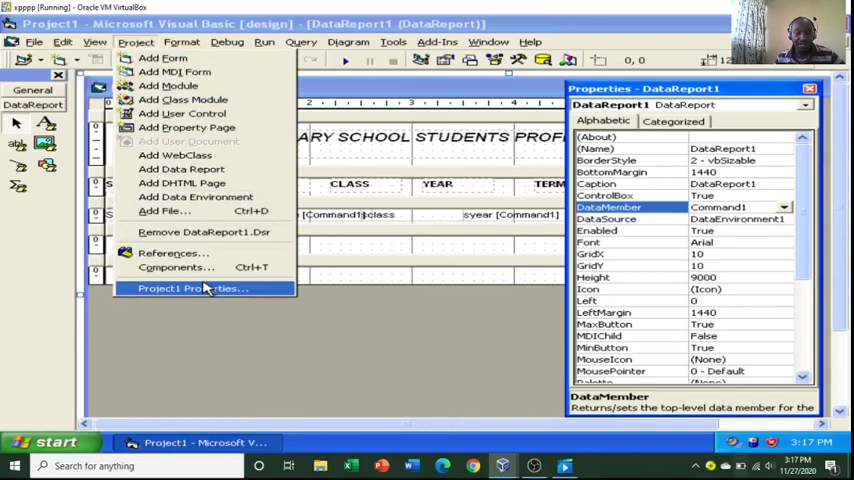 xpppp [Running] - Oracle VM VirtualBox
Project1 - Microsoft Visual Basic [design] - [DataReport1 (DataReport)]
File Edit View Project Format Debug Run Query Diagram Tools Add-Ins Window Help
0, 0
General
DataReport
Add Form
Add MDI Form
Add Module
Add Class Module
Add User Control
Add Property Page
Add User Document
Add WebClass
Add Data Report
Add DHTML Page
Add Data Environment
Add File... Ctrl+D
Remove DataReport1.Dsr
References...
Components... Ctrl+T
Project1 Properties...
2 3 4
ARY SCHOOL STUDENTS PROF
CLASS YEAR TERM
[Command1] class syear [Command1]
Properties - DataReport1
DataReport1 DataReport
Alphabetic Categorized
(About)
(Name) DataReport1
BorderStyle 2 - vbSizable
BottomMargin 1440
Caption DataReport1
ControlBox True
DataMember Command1
DataSource DataEnvironment1
Enabled True
Font Arial
GridX 10
GridY 10
Height 9000
Icon (Icon)
Left 0
LeftMargin 1440
MaxButton True
MDIChild False
MinButton True
MouseIcon (None)
MousePointer 0 - Default
Palette (None)
DataMember
Returns/sets the top-level data member for the
start
Project1 - Microsoft V...
3:17 PM
Search for anything
3:17 PM
11/27/2020